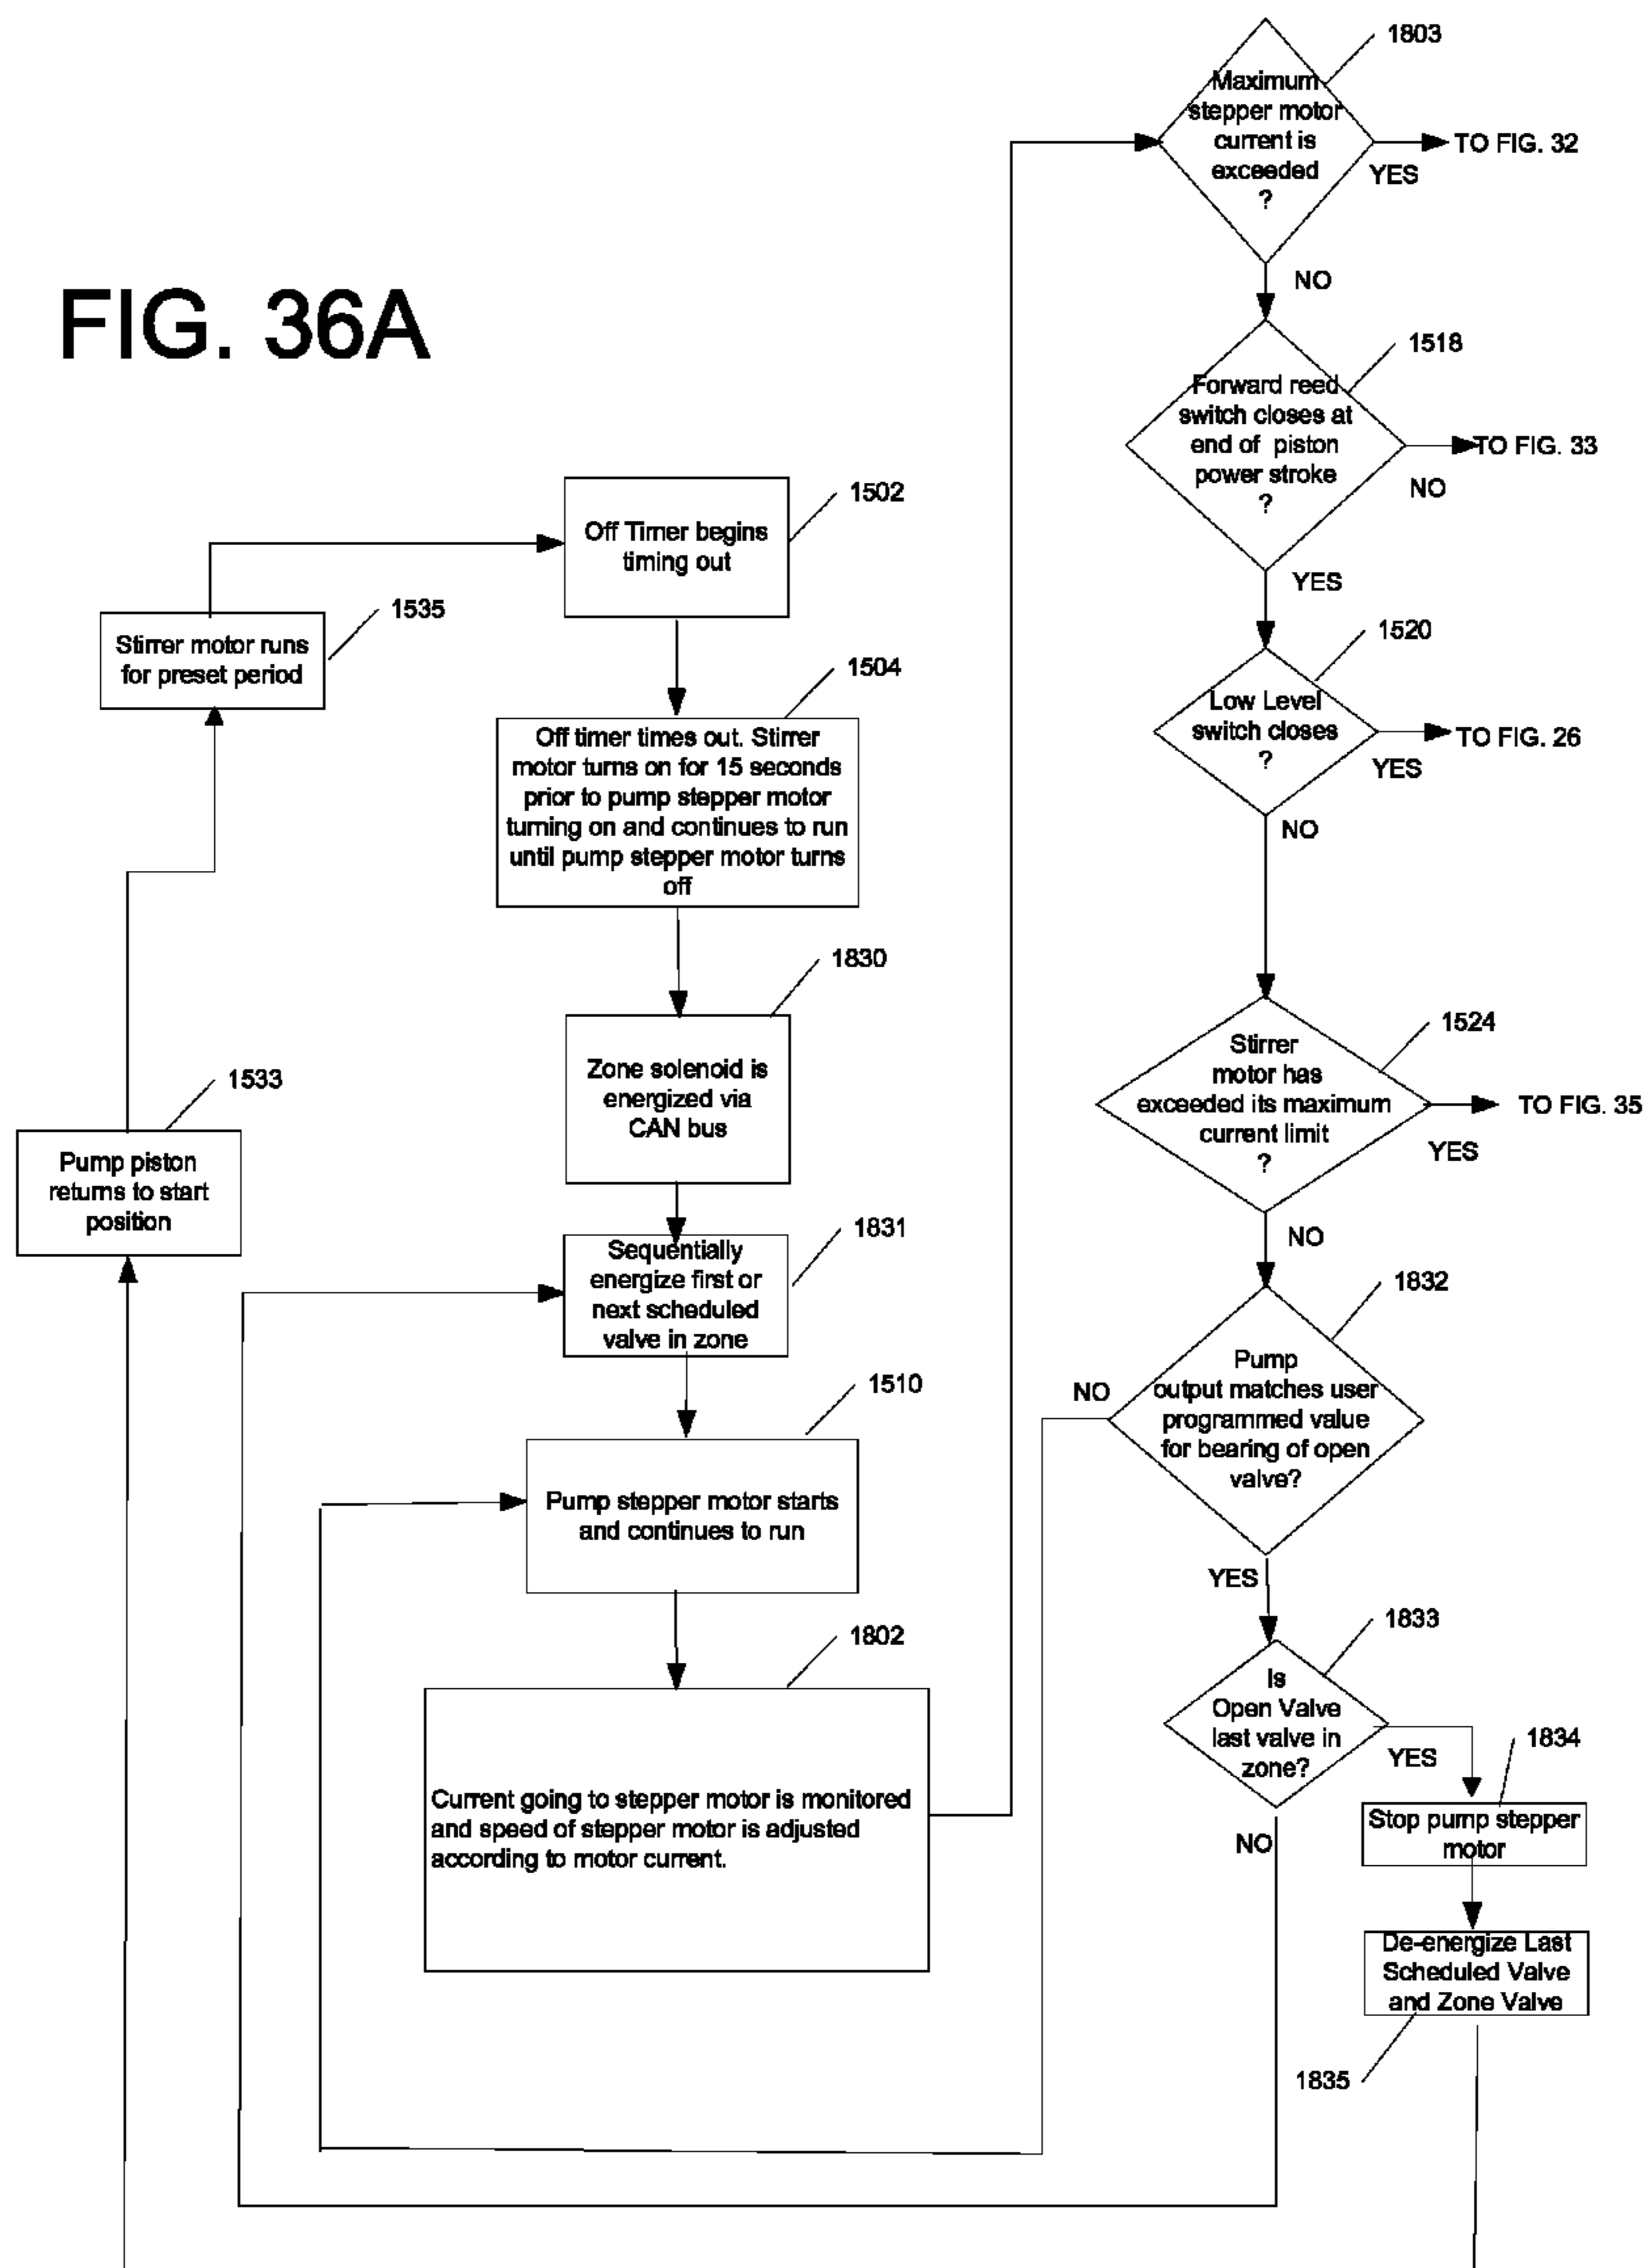 FIG. 36A
1803
Maximum
stepper motor
current is
exceeded
?
TO FIG. 32
YES
NO
1518
Forward reed
switch closes at
end of piston
power stroke
?
TO FIG. 33
NO
YES
1520
Low Level
switch closes
?
TO FIG. 26
YES
NO
1524
Stirrer
motor has
exceeded its maximum
current limit
?
TO FIG. 35
YES
NO
1832
Pump
output matches user
programmed value
for bearing of open
valve?
NO
YES
1833
Is
Open Valve
last valve in
zone?
YES
NO
1834
Stop pump stepper
motor
De-energize Last
Scheduled Valve
and Zone Valve
1835
1502
Off Timer begins
timing out
1535
Stirrer motor runs
for preset period
1504
Off timer times out. Stirrer
motor turns on for 15 seconds
prior to pump stepper motor
turning on and continues to run
until pump stepper motor turns
off
1830
Zone solenoid is
energized via
CAN bus
1533
Pump piston
returns to start
position
1831
Sequentially
energize first or
next scheduled
valve in zone
1510
Pump stepper motor starts
and continues to run
1802
Current going to stepper motor is monitored
and speed of stepper motor is adjusted
according to motor current.